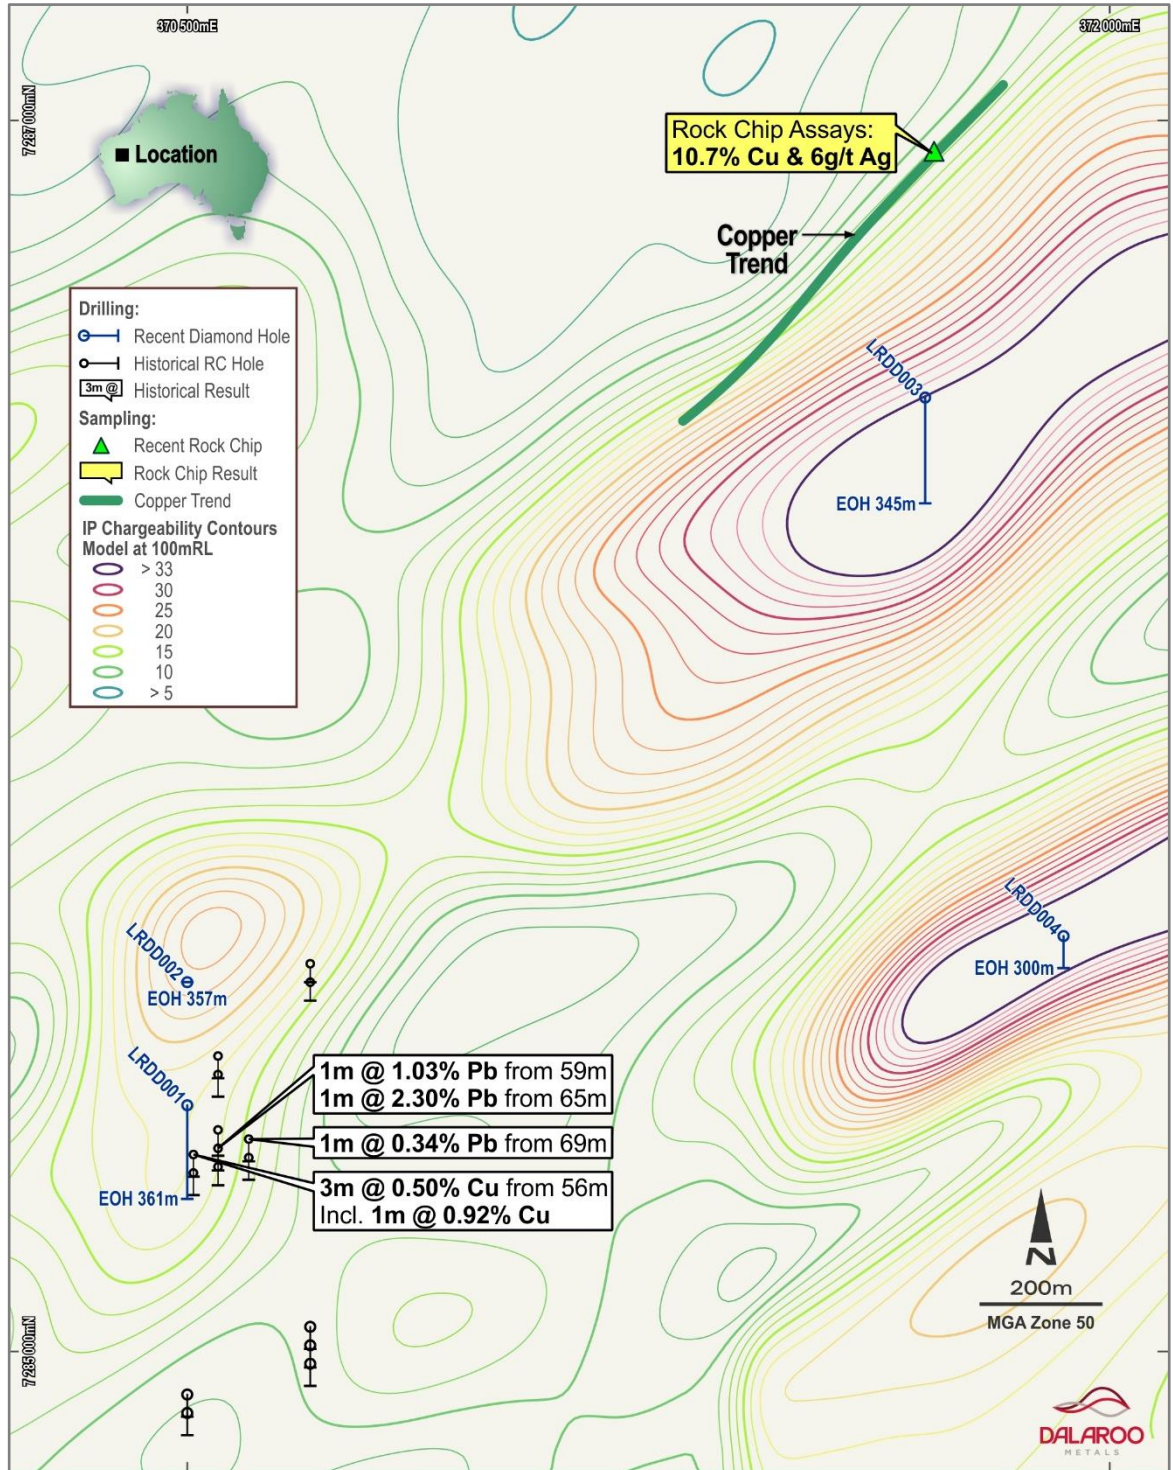 370 500mE
372 000mE
7 287 000mN
Location
Rock Chip Assays:
10.7% Cu & 6g/t Ag
Copper
Trend
Drilling:
Recent Diamond Hole
Historical RC Hole
3m @
Historical Result
Sampling:
Recent Rock Chip
Rock Chip Result
Copper Trend
IP Chargeability Contours
Model at 100mRL
> 33
30
25
20
15
10
> 5
LRDD003
EOH 345m
LRDD004
EOH 300m
LRDD002
EOH 357m
LRDD001
EOH 361m
1m @ 1.03% Pb from 59m
1m @ 2.30% Pb from 65m
1m @ 0.34% Pb from 69m
3m @ 0.50% Cu from 56m
Incl. 1m @ 0.92% Cu
N
200m
MGA Zone 50
7 285 000mN
DALAROO
METALS